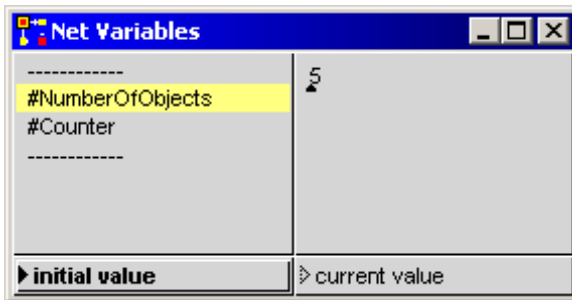 Net Variables
------------
#NumberOfObjects
#Counter
------------
5
initial value
current value